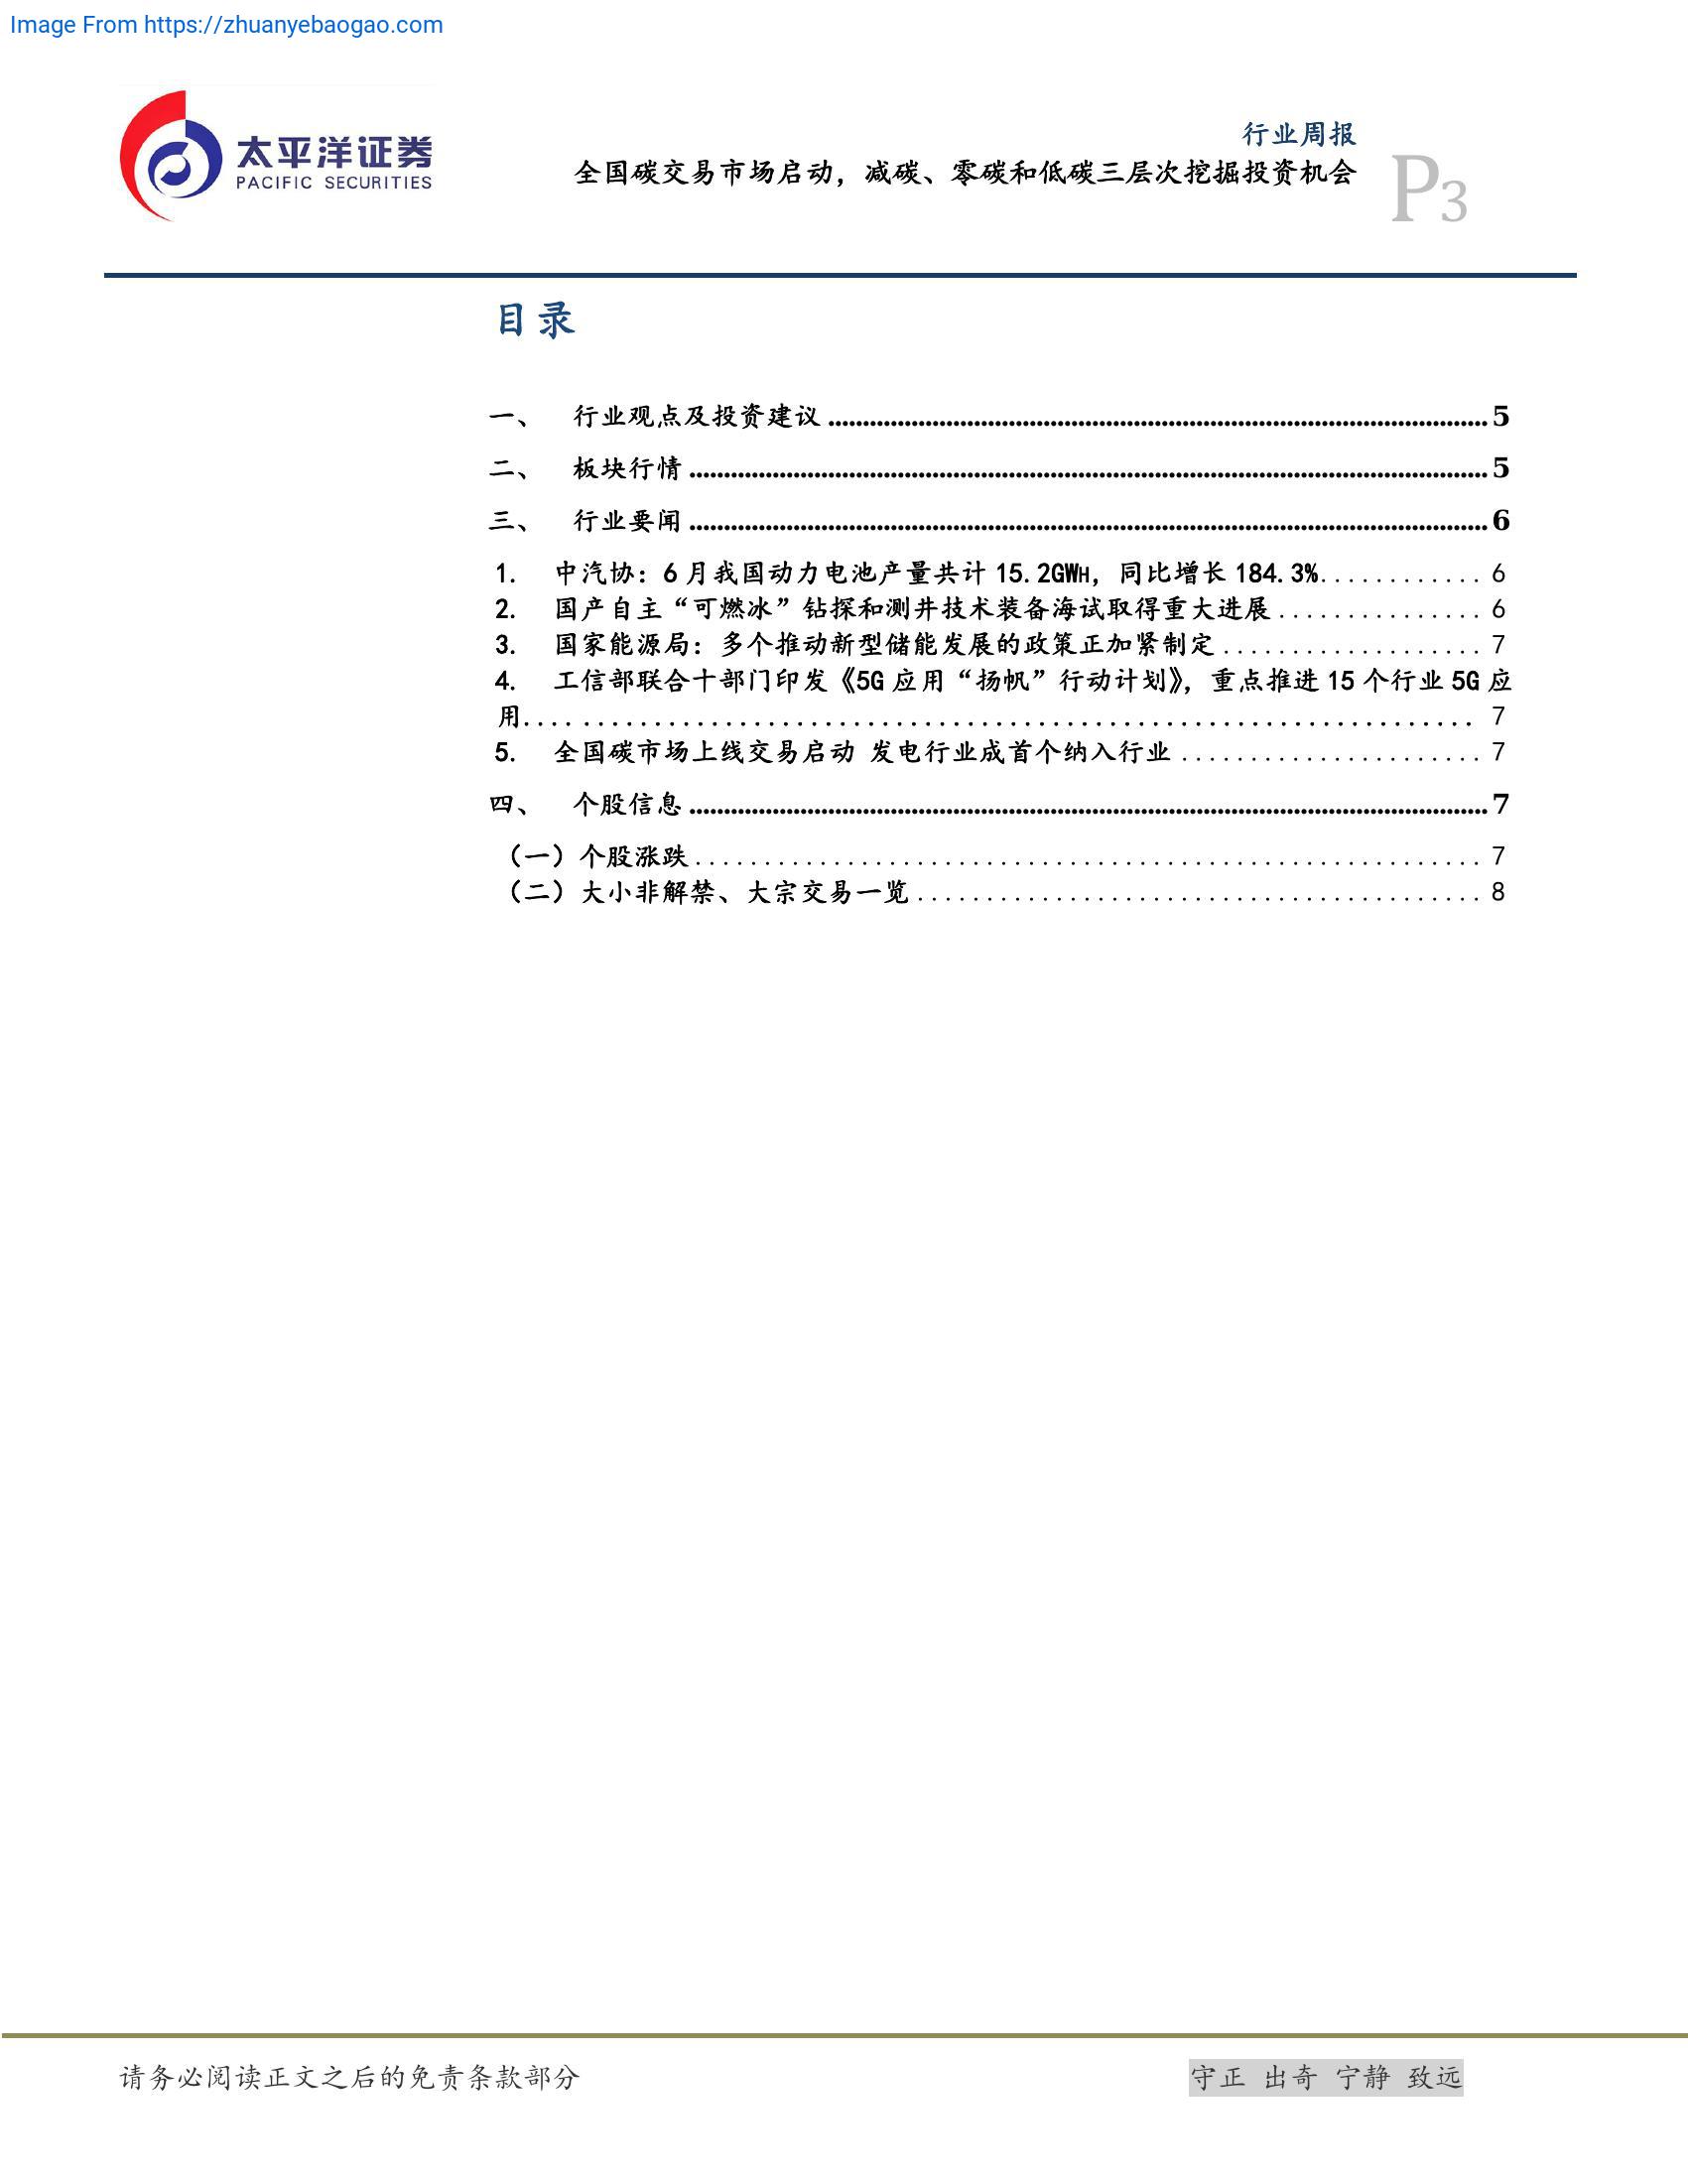 Image From https://zhuanyebaogao.com
太平洋证券
PACIFIC SECURITIES
行业周报
全国碳交易市场启动，减碳、零碳和低碳三层次挖掘投资机会
P3
目录
一、 行业观点及投资建议 ........................................ 5
二、 板块行情 ........................................ 5
三、 行业要闻 ........................................ 6
1. 中汽协：6 月我国动力电池产量共计 15.2GWH，同比增长 184.3%............ 6
2. 国产自主“可燃冰”钻探和测井技术装备海试取得重大进展 ............... 6
3. 国家能源局：多个推动新型储能发展的政策正加紧制定 ................... 7
4. 工信部联合十部门印发《5G 应用“扬帆”行动计划》，重点推进 15 个行业 5G 应
用.................................................................... 7
5. 全国碳市场上线交易启动 发电行业成首个纳入行业 ...................... 7
四、 个股信息 ........................................ 7
（一）个股涨跌 ......................................................... 7
（二）大小非解禁、大宗交易一览 ......................................... 8
请务必阅读正文之后的免责条款部分
守正 出奇 宁静 致远